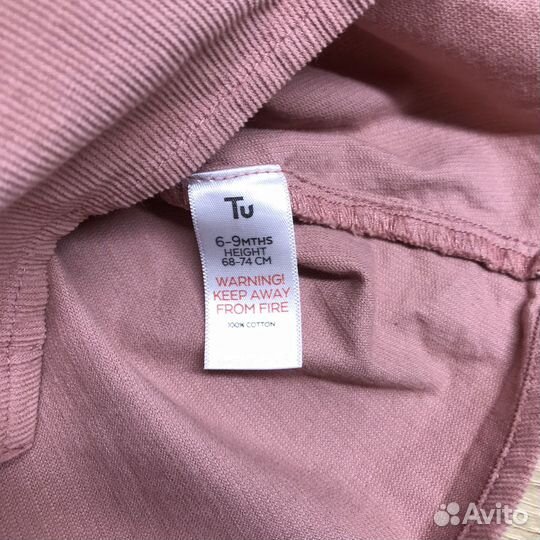 Tu
6-9MTHS
HEIGHT
68-74 CM
WARNING!
KEEP AWAY
FROM FIRE
100% COTTON
Avito